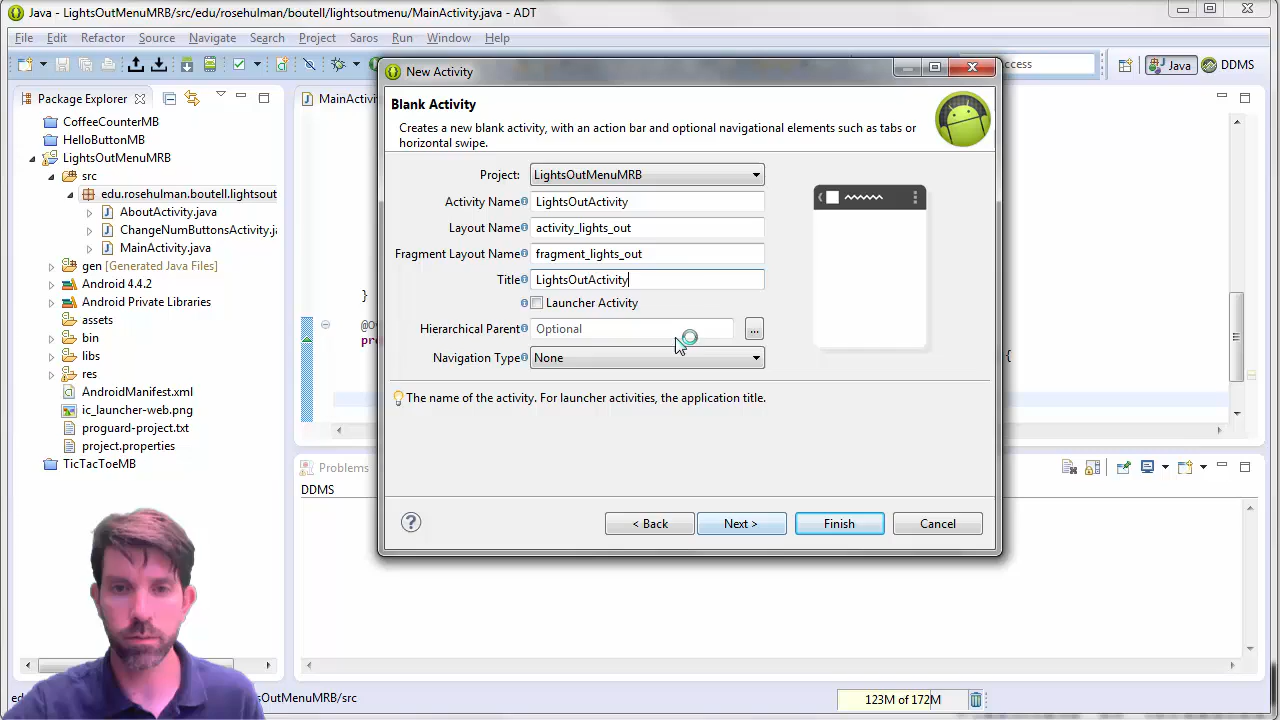 Java - LightsOutMenuMRB/src/edu/rosehulman/boutell/lightsoutmenu/MainActivity.java - ADT
File Edit Refactor Source Navigate Search Project Saros Run Window Help
Java DDMS
Package Explorer
CoffeeCounterMB
HelloButtonMB
LightsOutMenuMRB
src
edu.rosehulman.boutell.lightsout
AboutActivity.java
ChangeNumButtonsActivity.ja
MainActivity.java
gen [Generated Java Files]
Android 4.4.2
Android Private Libraries
assets
bin
libs
res
AndroidManifest.xml
ic_launcher-web.png
proguard-project.txt
project.properties
TicTacToeMB
}
@O
pr
{
Problems
DDMS
New Activity
Blank Activity
Creates a new blank activity, with an action bar and optional navigational elements such as tabs or
horizontal swipe.
Project: LightsOutMenuMRB
Activity Name LightsOutActivity
Layout Name activity_lights_out
Fragment Layout Name fragment_lights_out
Title LightsOutActivity
Launcher Activity
Hierarchical Parent Optional ...
Navigation Type None
The name of the activity. For launcher activities, the application title.
? < Back Next > Finish Cancel
OutMenuMRB/src
123M of 172M